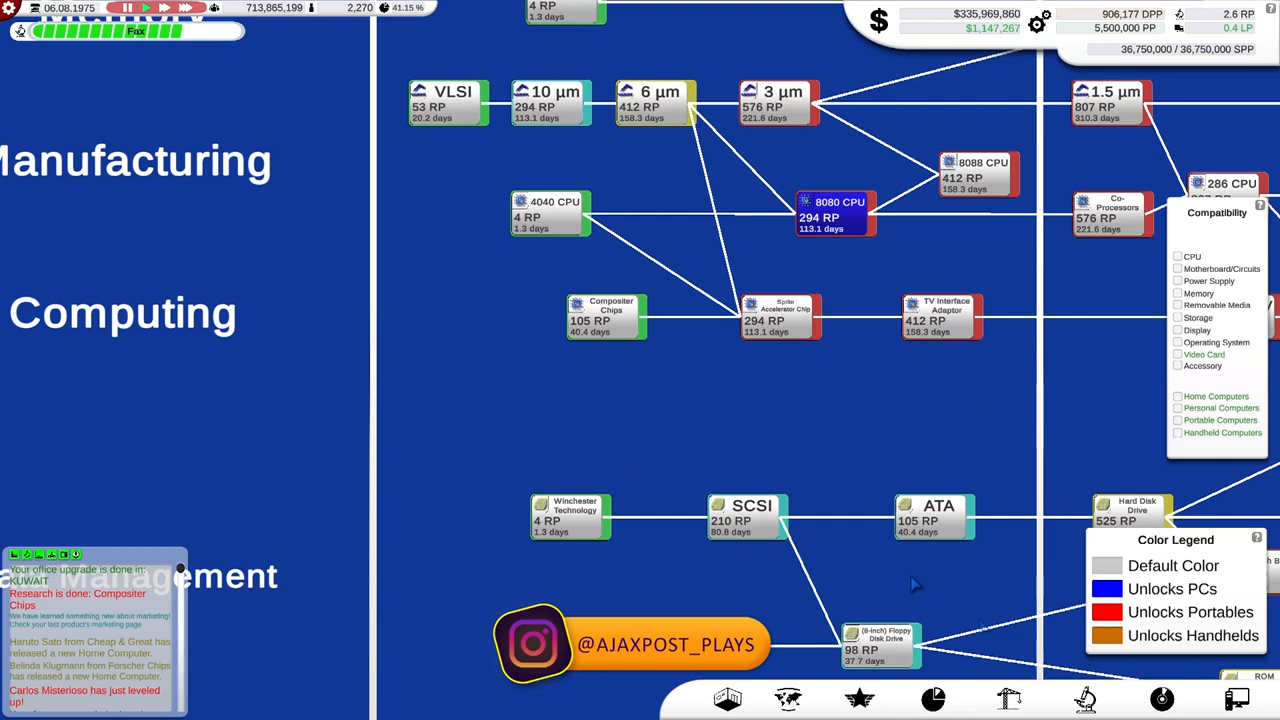 06.08.1975
713,865,199
2,270
41.15 %
Fax
4 RP
1.3 days
$
$335,969,860
$1,147,267
906,177 DPP
5,500,000 PP
2.6 RP
0.4 LP
36,750,000 / 36,750,000 SPP
?
VLSI
53 RP
20.2 days
10 µm
294 RP
113.1 days
6 µm
412 RP
158.3 days
3 µm
576 RP
221.6 days
1.5 µm
807 RP
310.3 days
Manufacturing
8088 CPU
412 RP
158.3 days
286 CPU
4040 CPU
4 RP
1.3 days
8080 CPU
294 RP
113.1 days
Co-
Processors
576 RP
221.6 days
Compatibility
?
CPU
Motherboard/Circuits
Power Supply
Memory
Removable Media
Storage
Display
Operating System
Video Card
Accessory
Home Computers
Personal Computers
Portable Computers
Handheld Computers
Computing
Compositer
Chips
105 RP
40.4 days
Sprite
Accelerator Chip
294 RP
113.1 days
TV Interface
Adaptor
412 RP
158.3 days
Winchester
Technology
4 RP
1.3 days
SCSI
210 RP
80.8 days
ATA
105 RP
40.4 days
Hard Disk
Drive
525 RP
Color Legend
?
Default Color
Unlocks PCs
Unlocks Portables
Unlocks Handhelds
Management
Your office upgrade is done in:
KUWAIT
Research is done: Compositer
Chips
We have learned something new about marketing!
Check your last product's marketing page
Haruto Sato from Cheap & Great has
released a new Home Computer.
Belinda Klugmann from Forscher Chips
has released a new Home Computer.
Carlos Misterioso has just leveled
up!
@AJAXPOST_PLAYS
(8-inch) Floppy
Disk Drive
98 RP
37.7 days
ROM